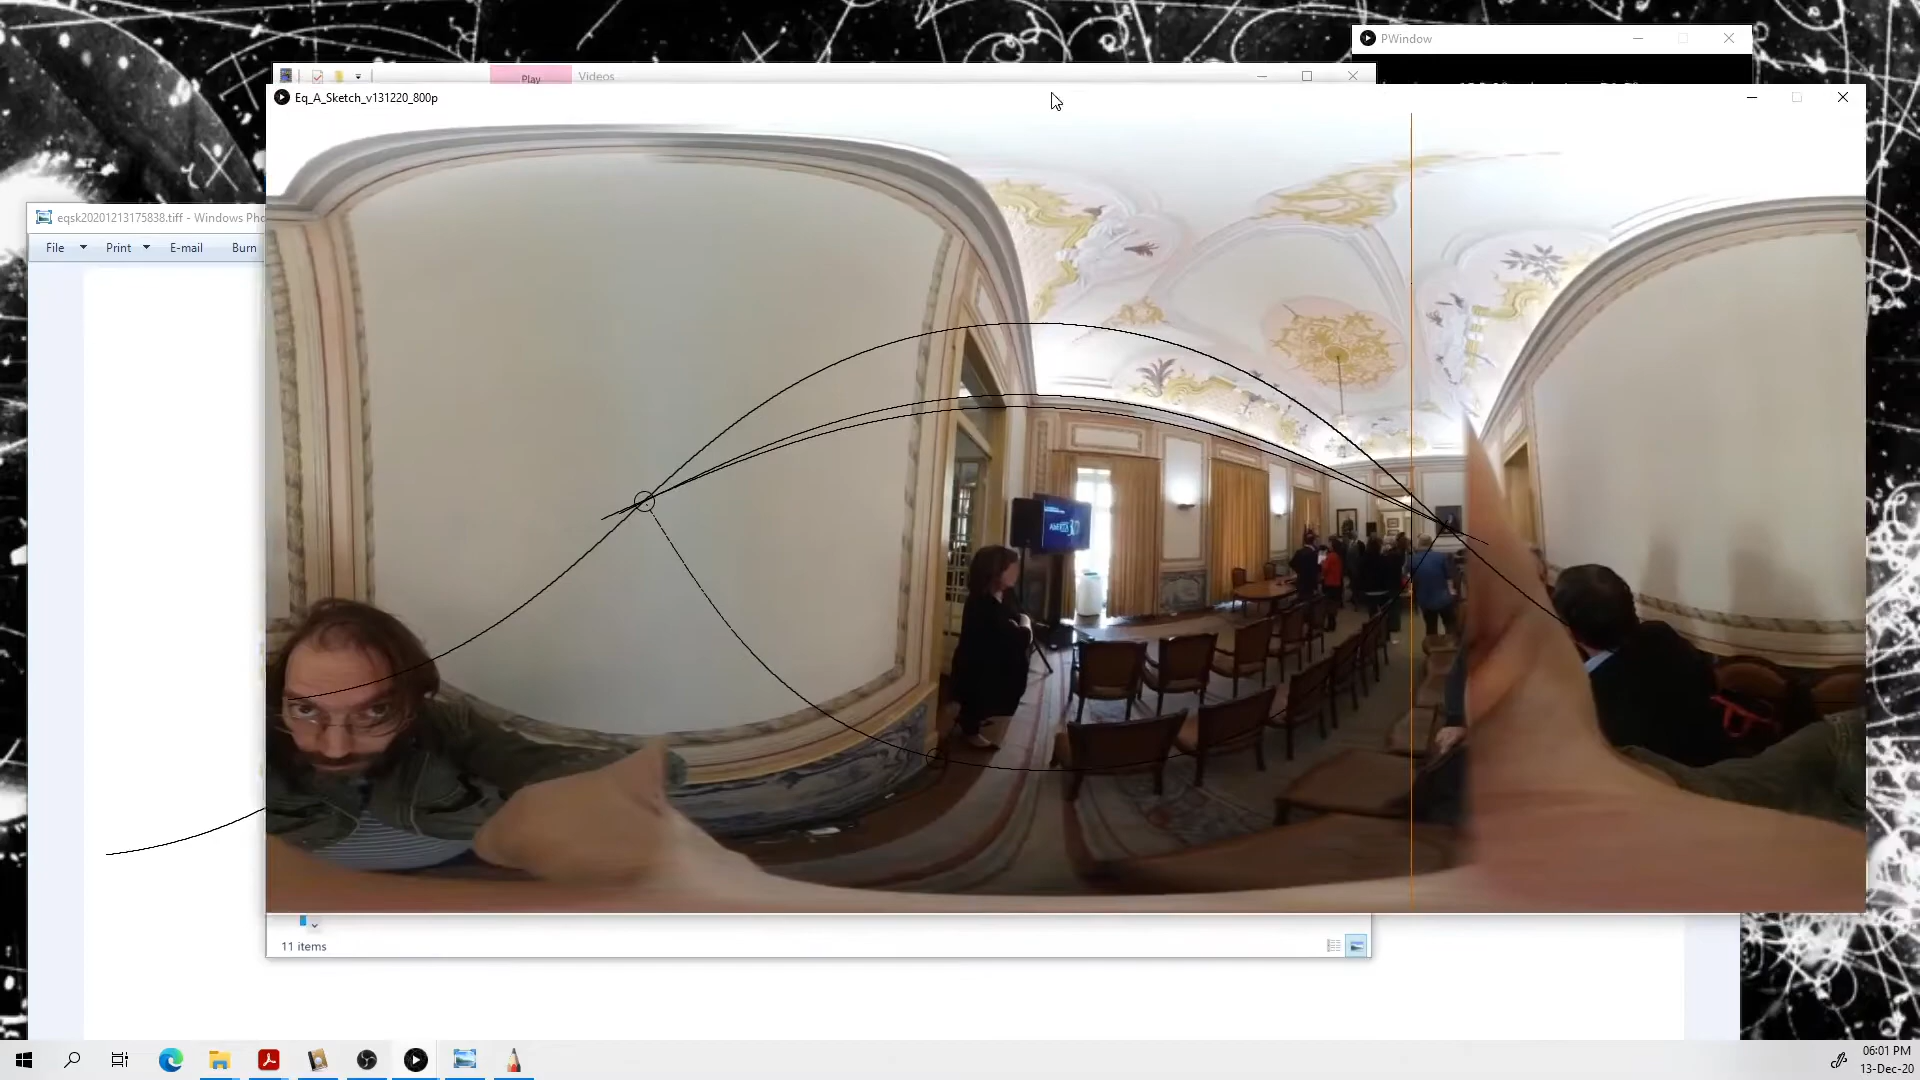 PWindow
Play
Videos
Eq_A_Sketch_v131220_800p
eqsk20201213175838.tiff - Windows Pho
File
Print
E-mail
Burn
11 items
06:01 PM
13-Dec-20